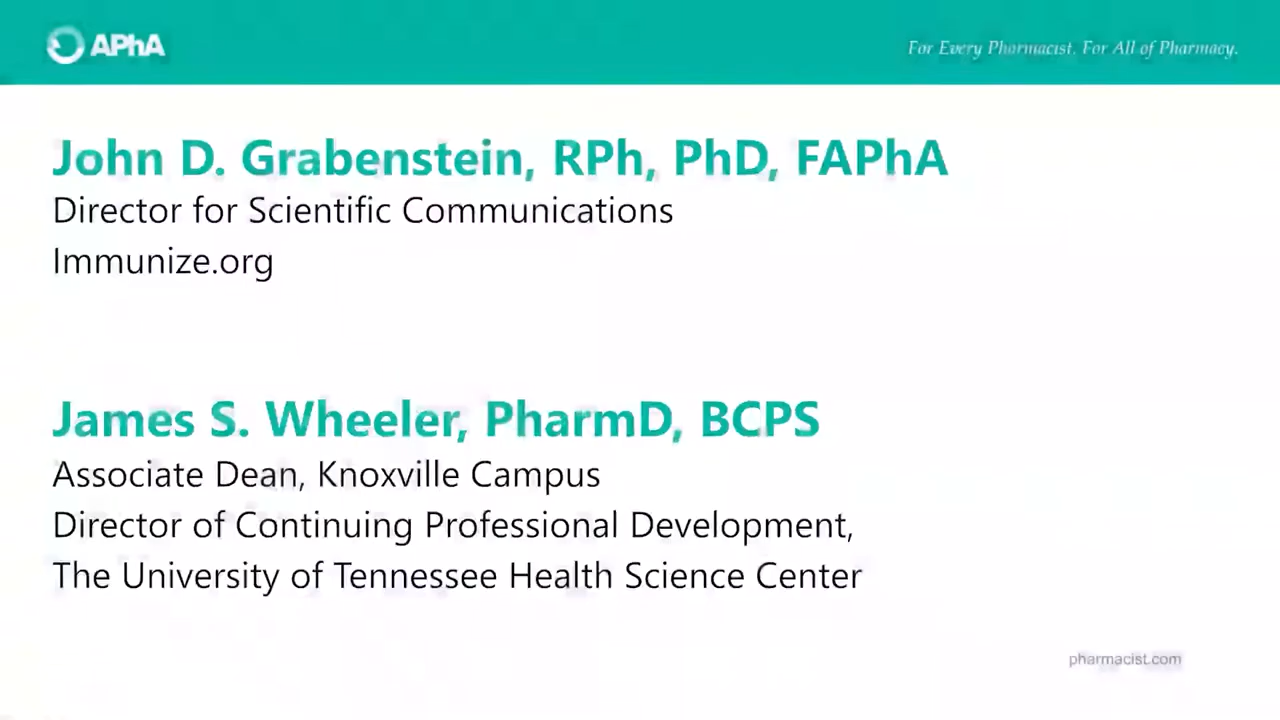 APhA
For Every Pharmacist. For All of Pharmacy.
John D. Grabenstein, RPh, PhD, FAPhA
Director for Scientific Communications
Immunize.org
James S. Wheeler, PharmD, BCPS
Associate Dean, Knoxville Campus
Director of Continuing Professional Development,
The University of Tennessee Health Science Center
pharmacist.com